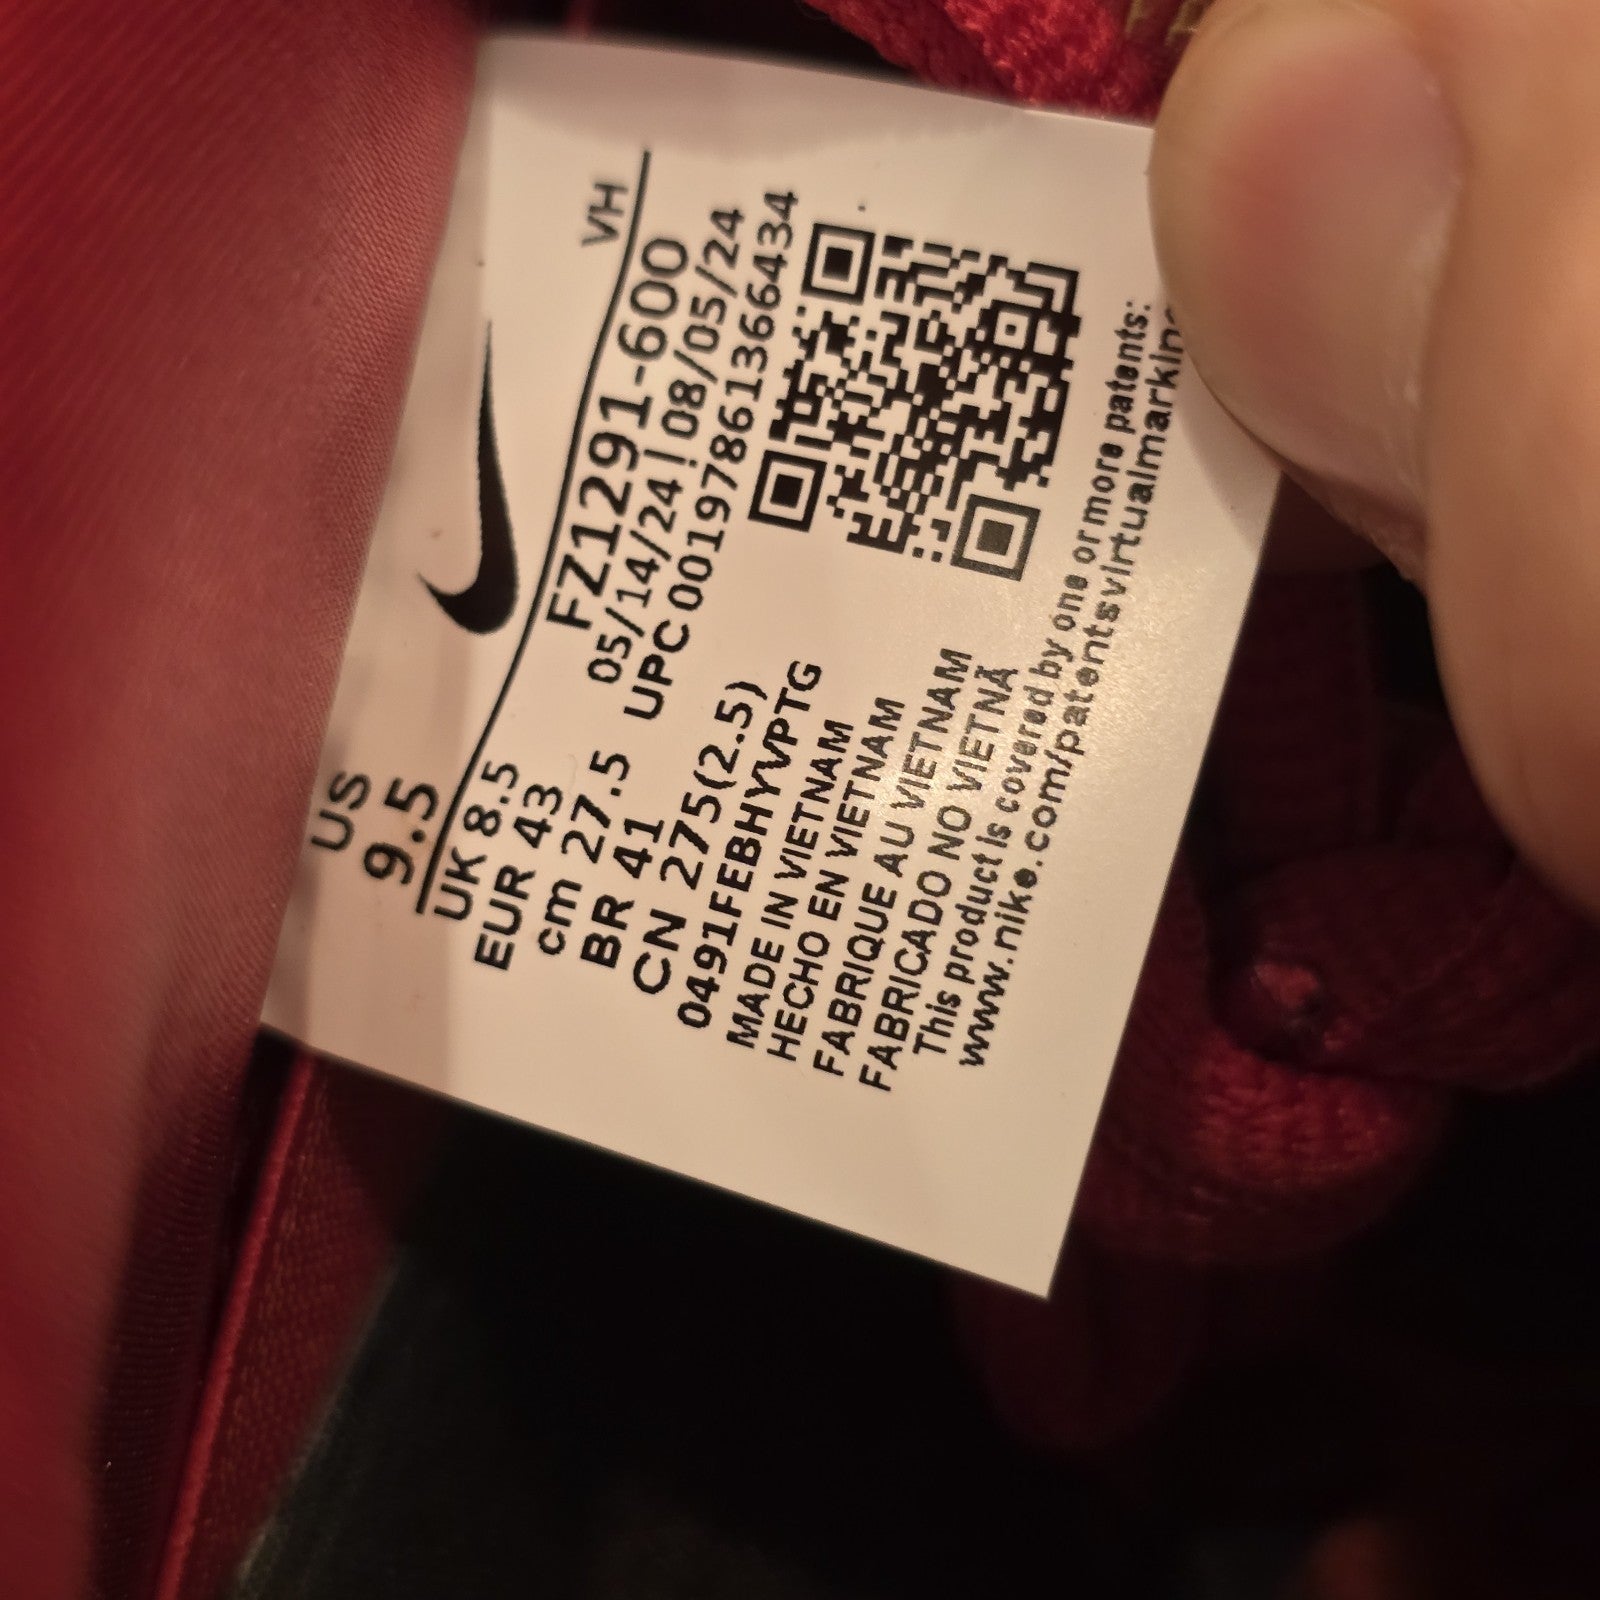 US
9.5
VH
UK 8.5
EUR 43
cm 27.5
BR 41
CN 275(2.5)
FZ1291-600
05/14/24 | 08/05/24
UPC 00197861366434
0491FEBHYVPTG
MADE IN VIETNAM
HECHO EN VIETNAM
FABRIQUE AU VIETNAM
FABRICADO NO VIETNÃ
This product is covered by one or more patents:
www.nike.com/patentsvirtualmarking